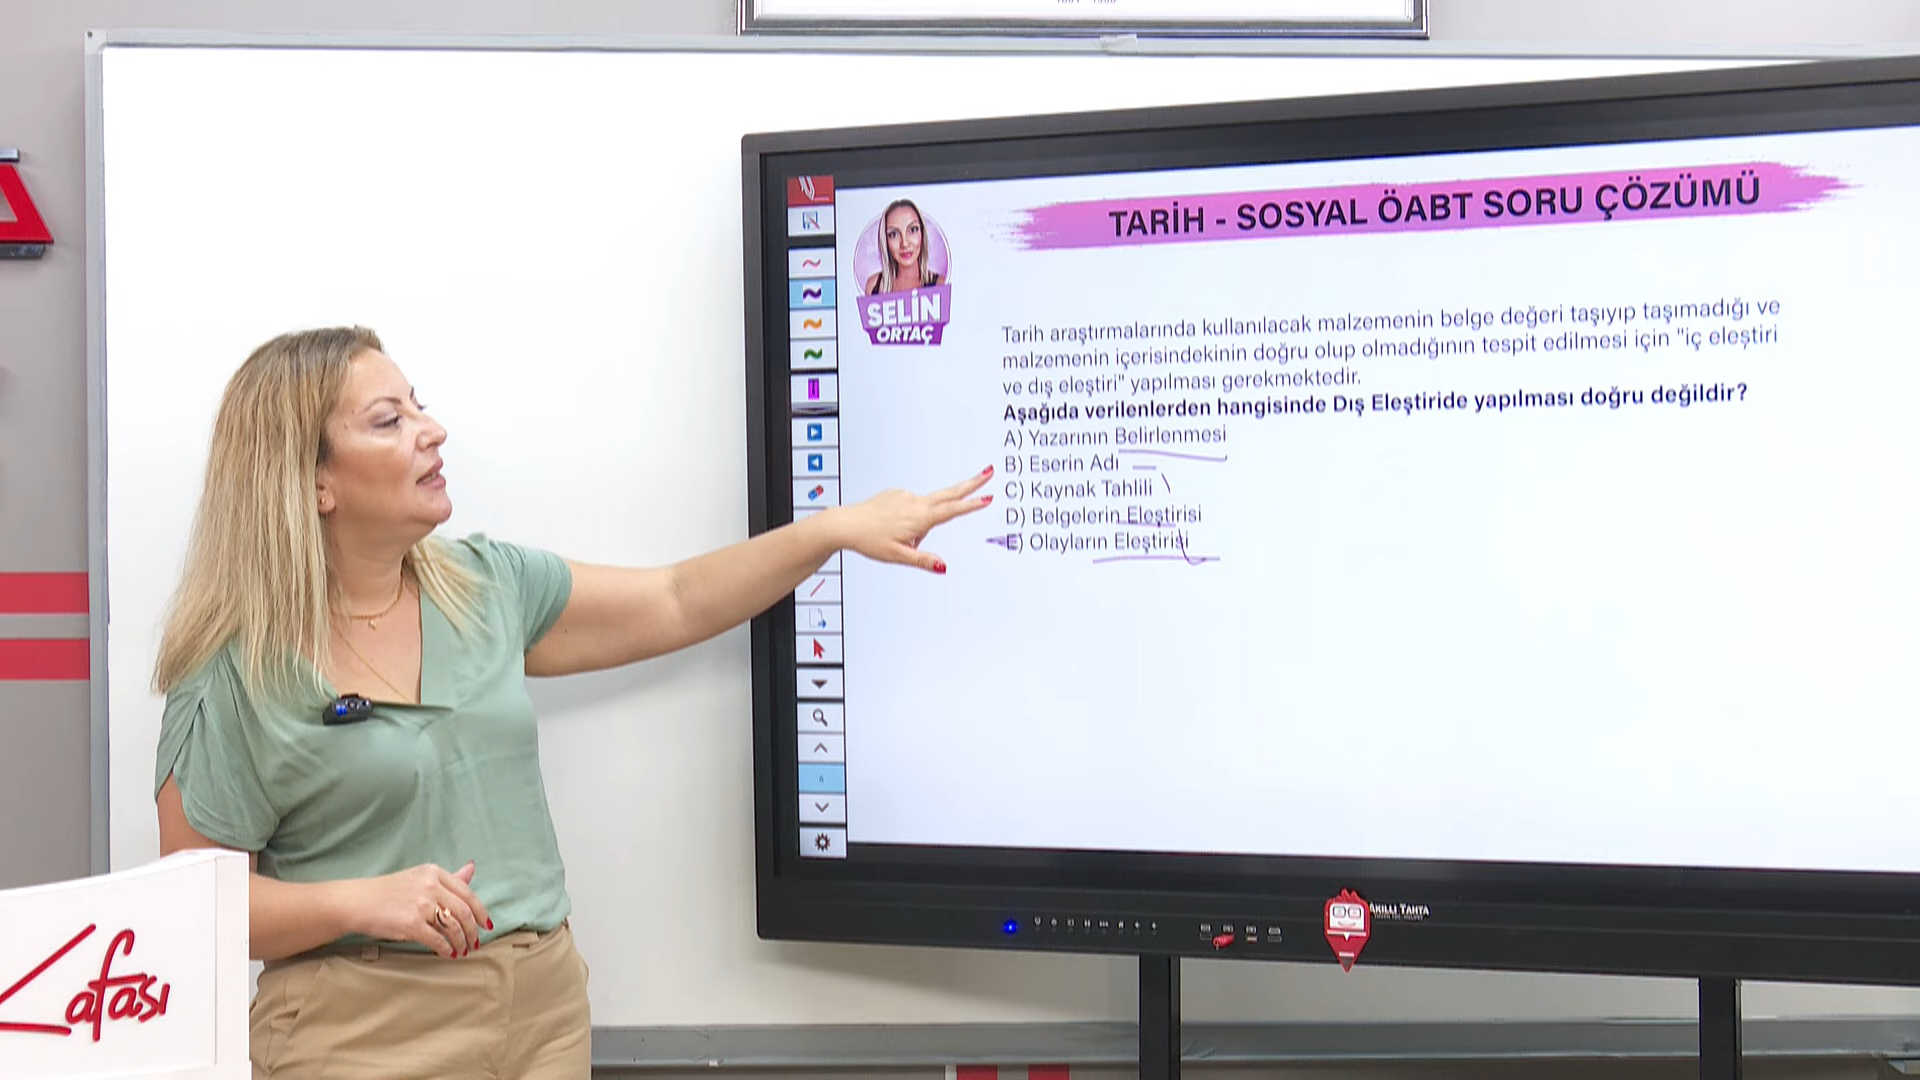 TARİH - SOSYAL ÖABT SORU ÇÖZÜMÜ
SELİN
ORTAÇ
Tarih araştırmalarında kullanılacak malzemenin belge değeri taşıyıp taşımadığı ve
malzemenin içerisindekinin doğru olup olmadığının tespit edilmesi için "iç eleştiri
ve dış eleştiri" yapılması gerekmektedir.
Aşağıda verilenlerden hangisinde Dış Eleştiride yapılması doğru değildir?
A) Yazarının Belirlenmesi
B) Eserin Adı
C) Kaynak Tahlili
D) Belgelerin Eleştirisi
E) Olayların Eleştirisi
6
AKILLI TAHTA
Kafası